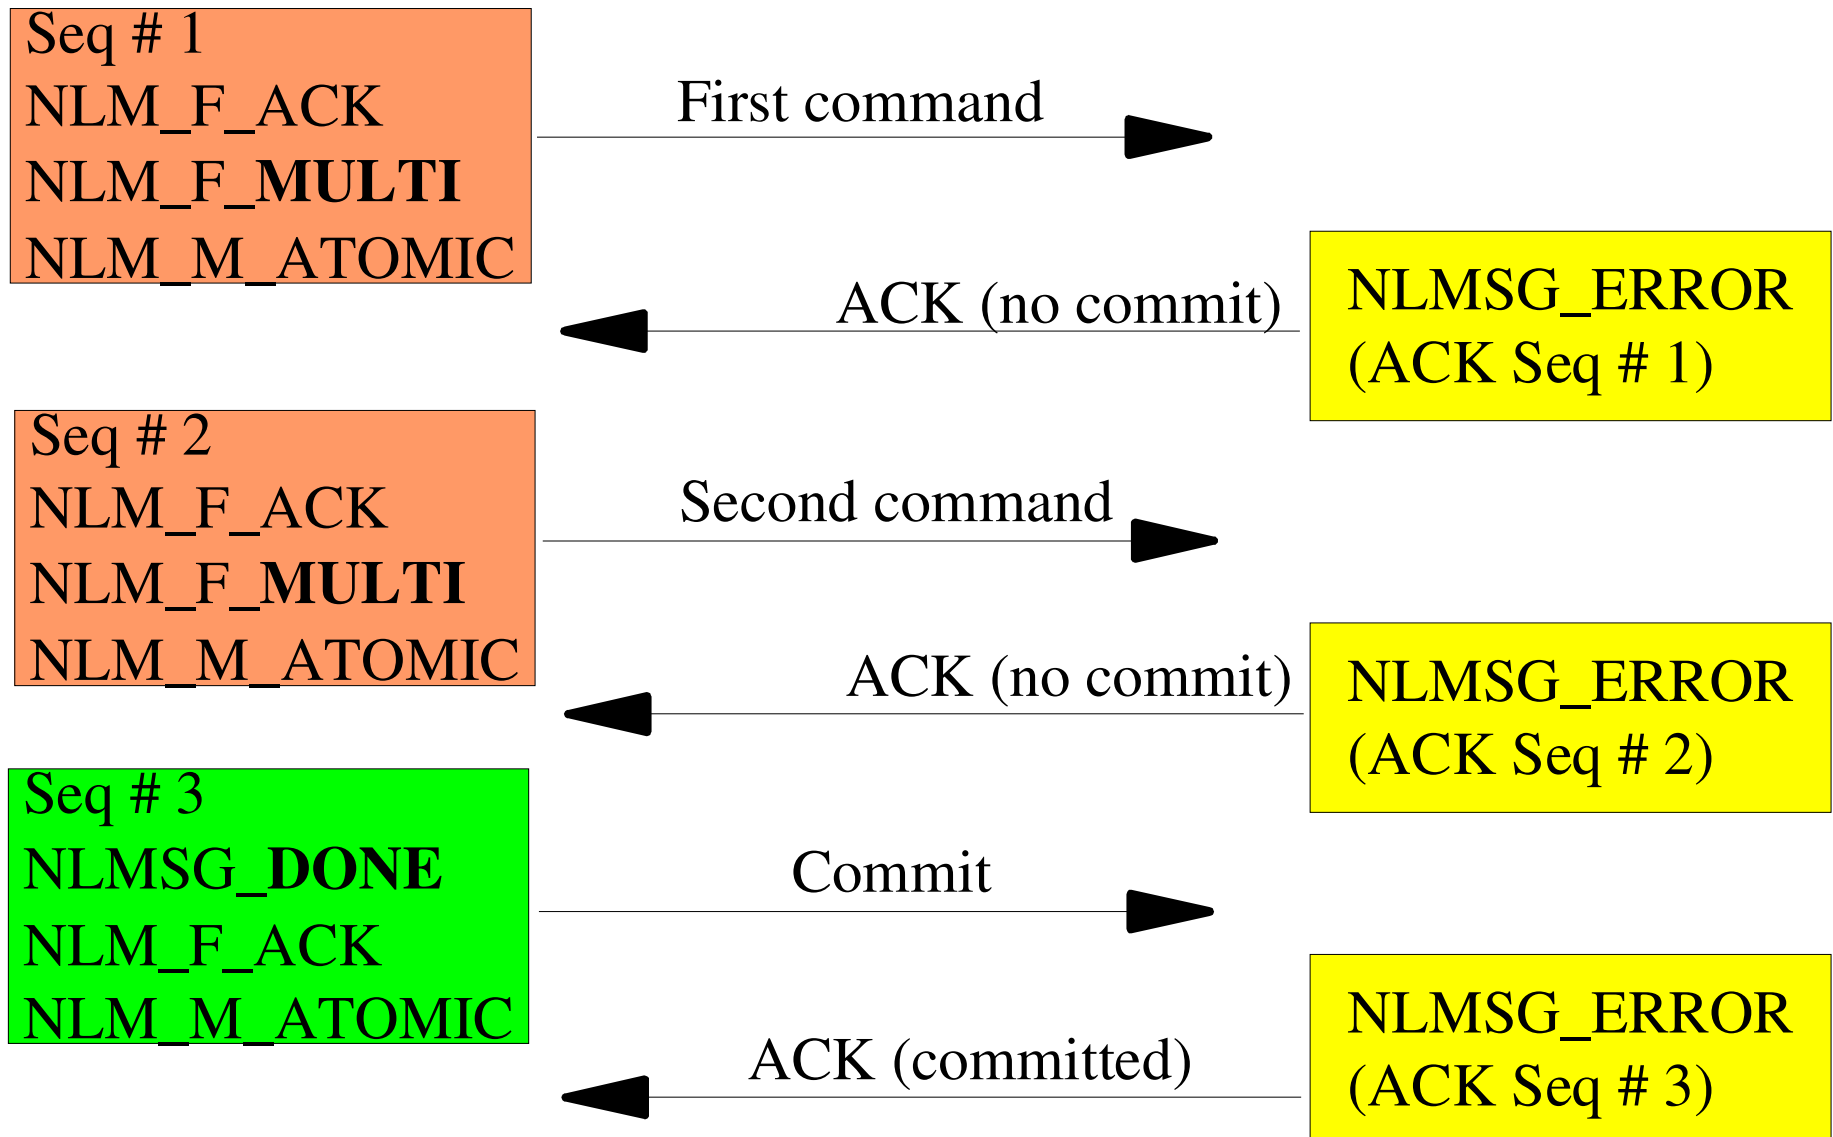 Seq # 1
NLM_F_ACK
NLM_F_MULTI
NLM_M_ATOMIC
First command
ACK (no commit)
NLMSG_ERROR
(ACK Seq # 1)
Seq # 2
NLM_F_ACK
NLM_F_MULTI
NLM_M_ATOMIC
Second command
ACK (no commit)
NLMSG_ERROR
(ACK Seq # 2)
Seq # 3
NLMSG_DONE
NLM_F_ACK
NLM_M_ATOMIC
Commit
ACK (committed)
NLMSG_ERROR
(ACK Seq # 3)